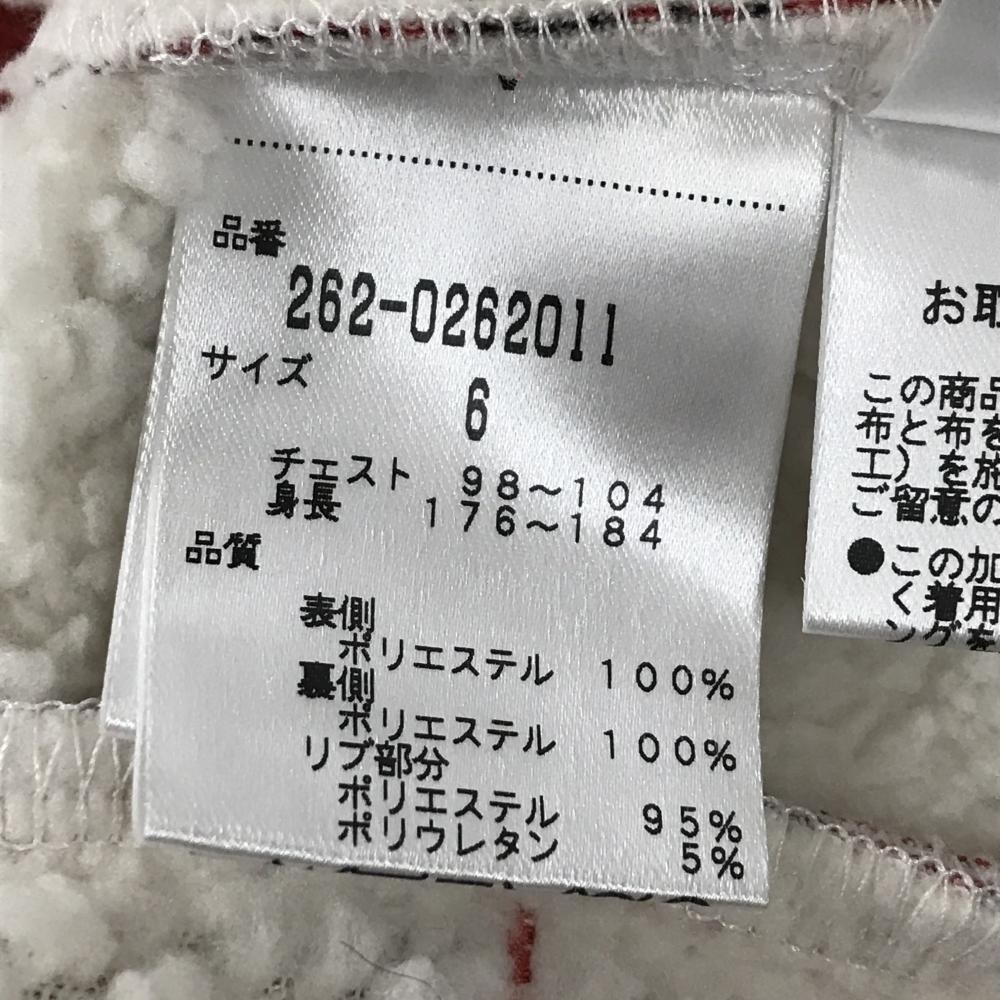 品番
262-0262011
サイズ
6
チェスト 98~104
身長 176~184
品質
表側
ポリエステル 100%
裏側
ポリエステル 100%
リブ部分
ポリエステル 95%
ポリウレタン 5%
お取
この商品
布と布を
工)を施
ご留意の
●この加
く着用
ングを